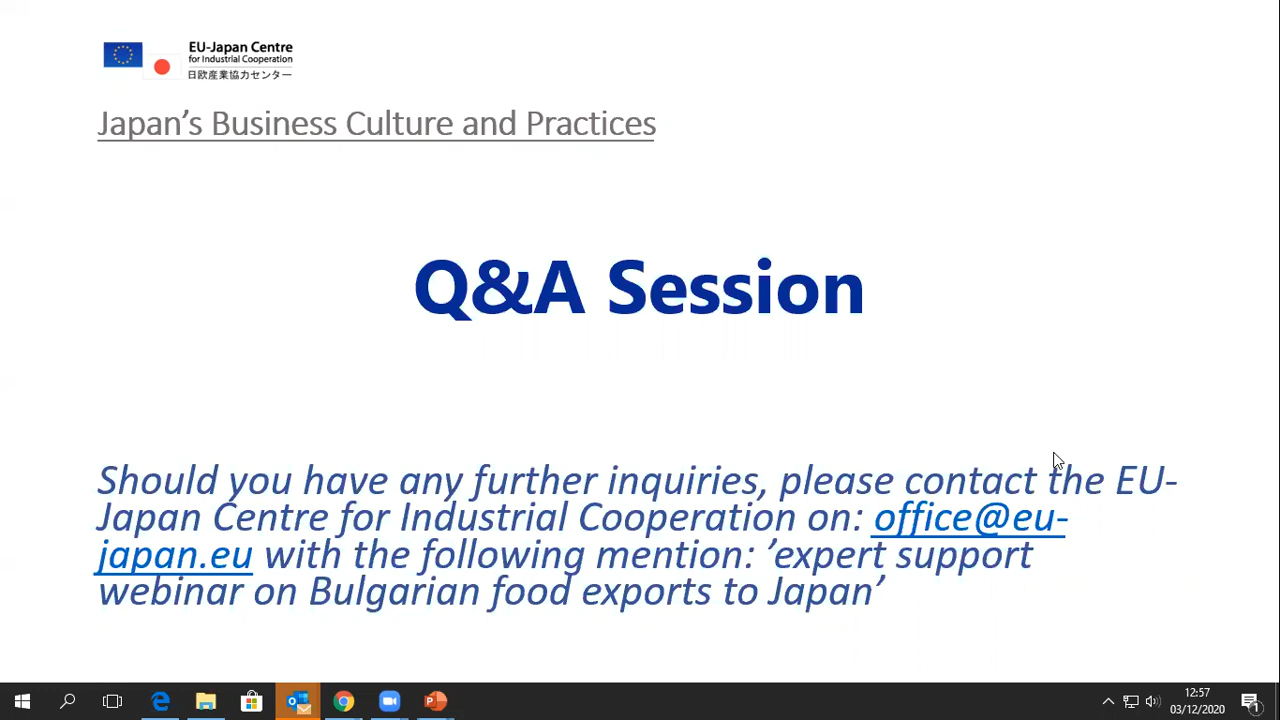 EU-Japan Centre
for Industrial Cooperation
日欧産業協力センター
Japan’s Business Culture and Practices
Q&A Session
Should you have any further inquiries, please contact the EU-
Japan Centre for Industrial Cooperation on: office@eu-
japan.eu with the following mention: ’expert support
webinar on Bulgarian food exports to Japan’
12:57
03/12/2020
1